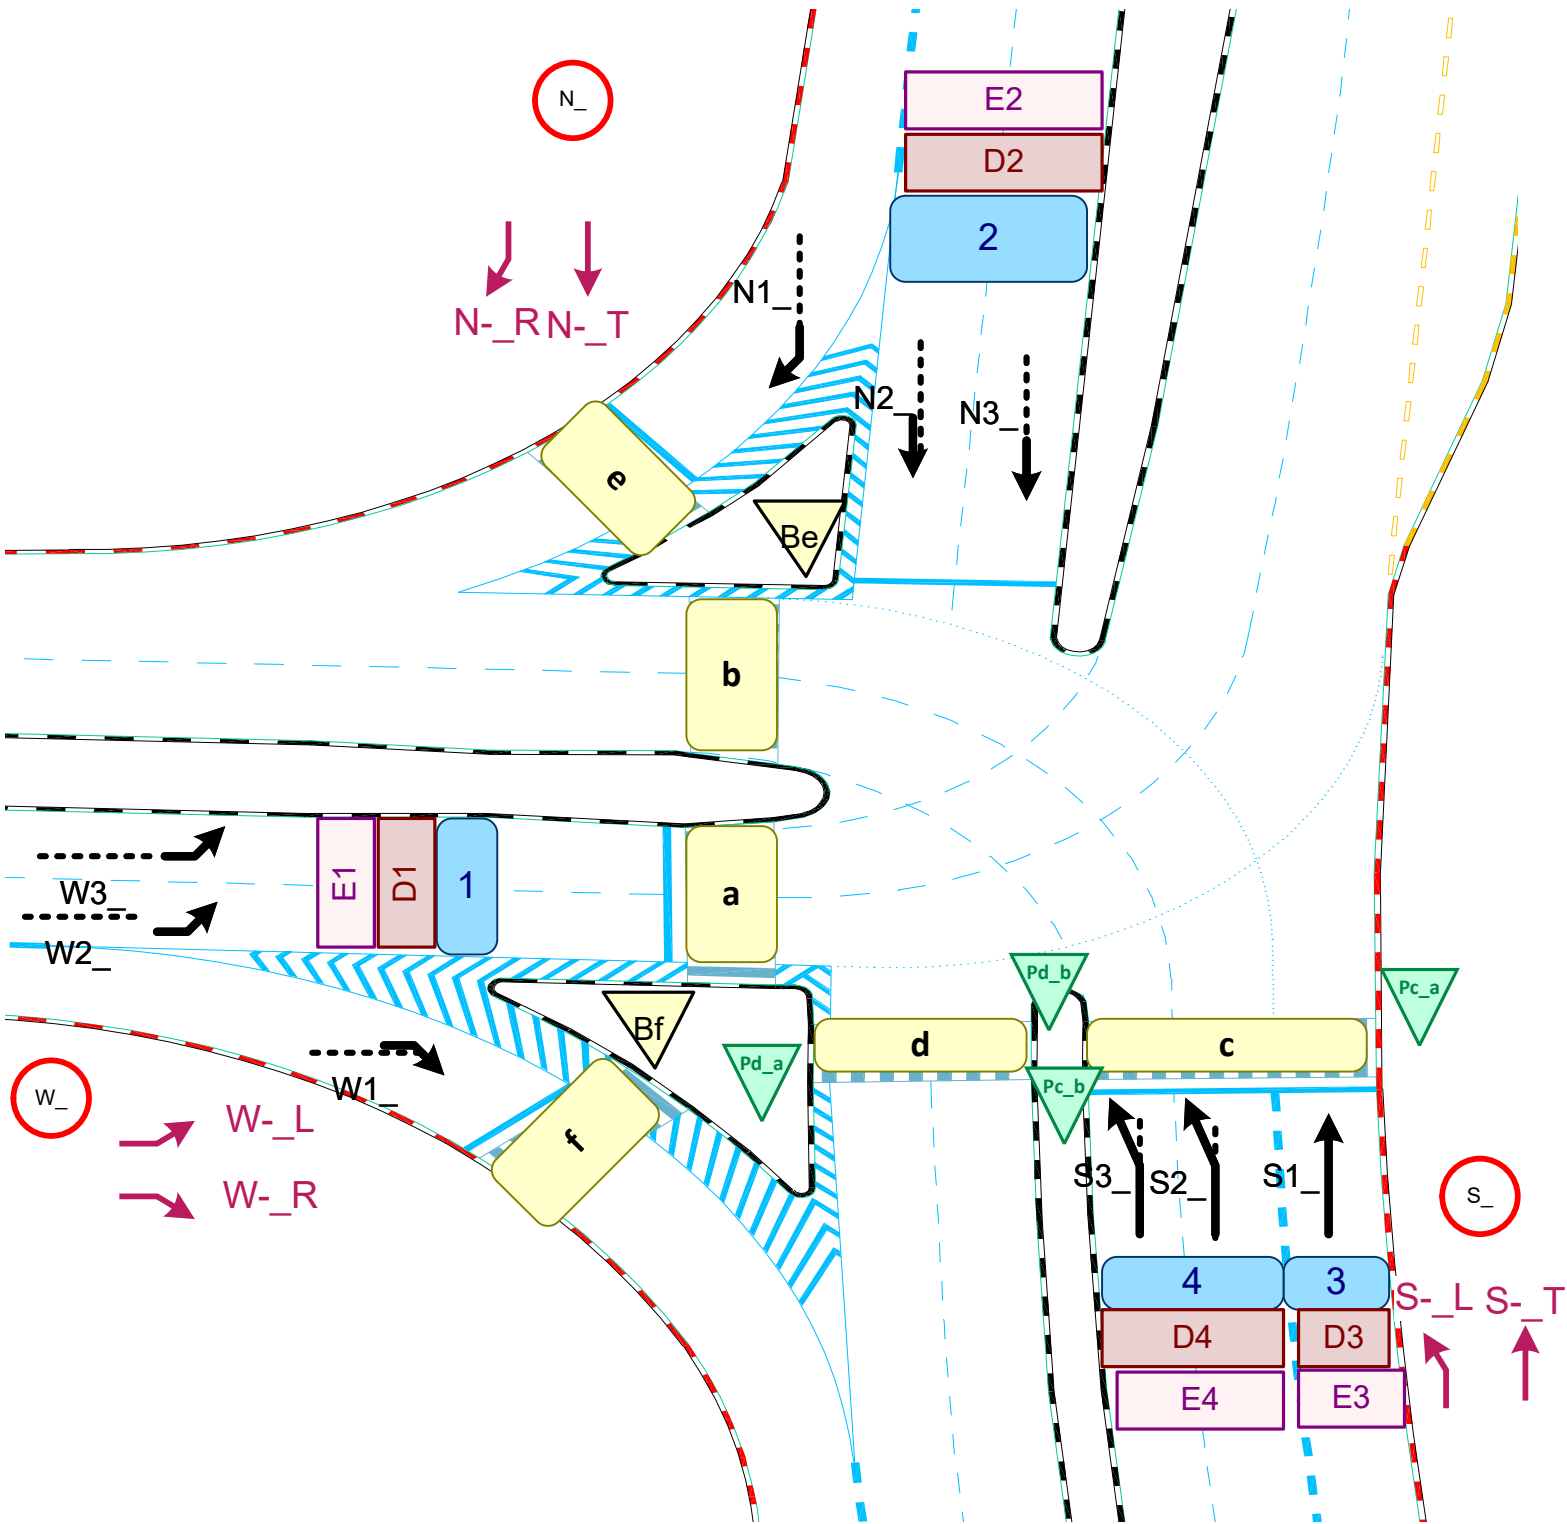 E2
N_
D2
2
N1_
N-_R
N-_T
N2_
N3_
e
Be
b
E1
D1
1
W3_
a
W2_
Pd_b
Pc_a
Bf
d
c
Pd_a
W_
W1_
Pc_b
W-_L
f
S3_
S2_
S1_
W-_R
S_
4
3
S-_L
S-_T
D4
D3
E4
E3